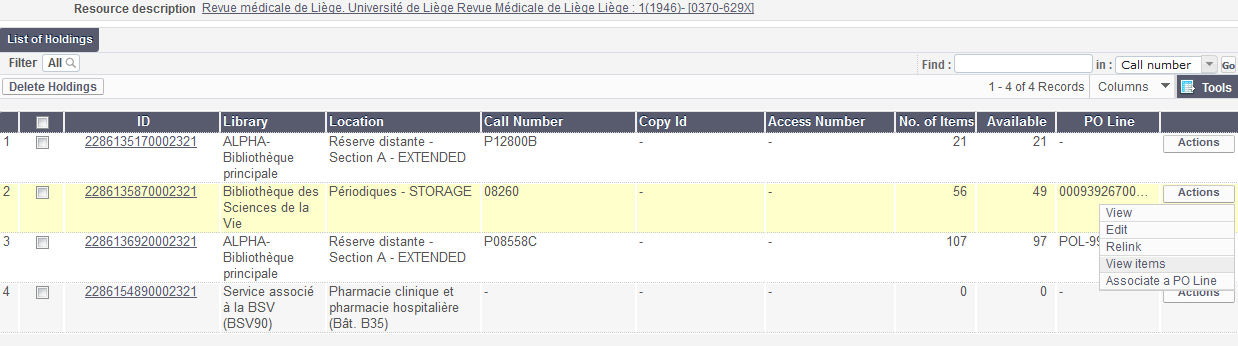 Resource description Revue médicale de Liège. Université de Liège Revue Médicale de Liège Liège : 1(1946)- [0370-629X]
List of Holdings
Filter All Find : in : Call number Go
Delete Holdings 1 - 4 of 4 Records Columns Tools
ID Library Location Call Number Copy Id Access Number No. of Items Available PO Line
1 2286135170002321 ALPHA- Réserve distante - P12800B - - 21 21 - Actions
Bibliothèque Section A - EXTENDED
principale
2 2286135870002321 Bibliothèque des Périodiques - STORAGE 08260 - - 56 49 00093926700... Actions
Sciences de la
Vie
View
Edit
Relink
View items
Associate a PO Line
3 2286136920002321 ALPHA- Réserve distante - P08558C - - 107 97
Bibliothèque Section A - EXTENDED
principale
4 2286154890002321 Service associé Pharmacie clinique et - - - 0 0 - Actions
à la BSV pharmacie hospitalière
(BSV90) (Bât. B35)